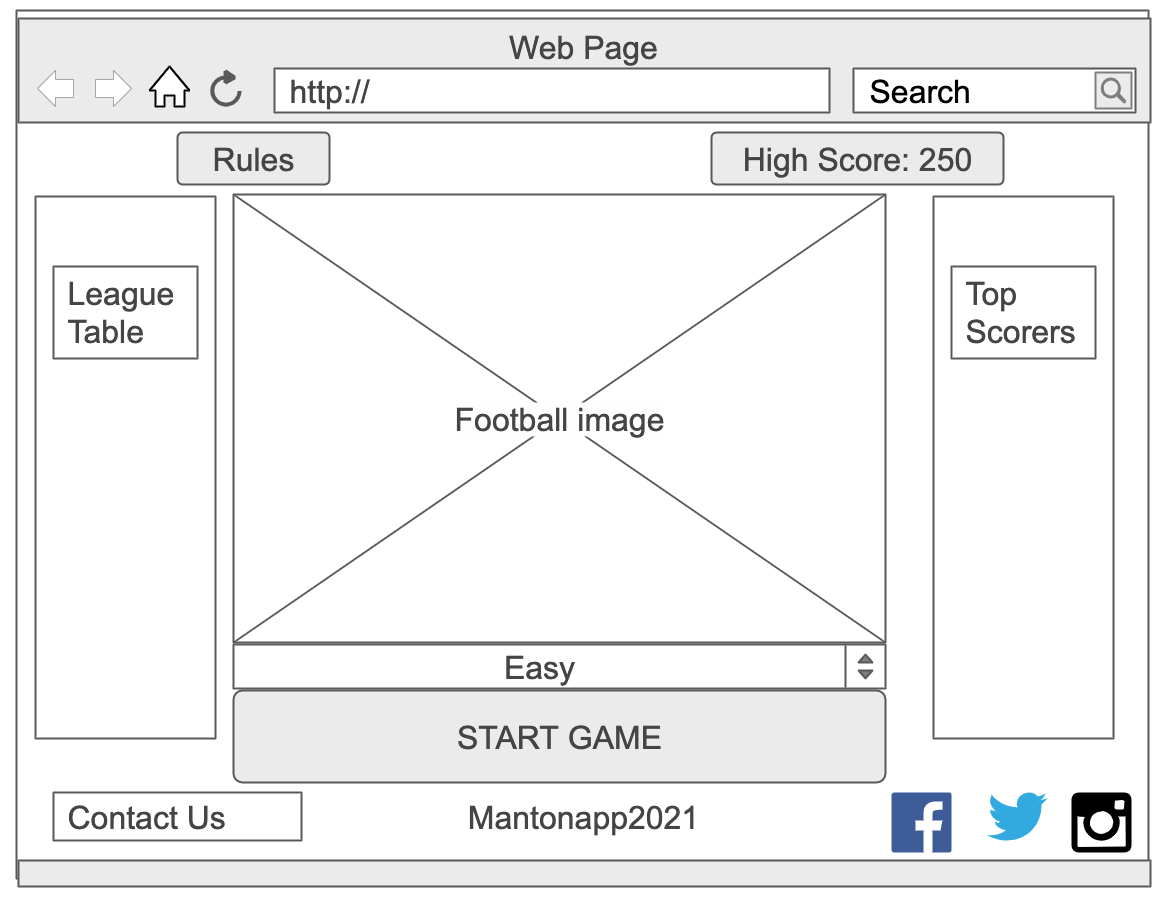 Web Page
http://
Search
Rules
High Score: 250
League
Table
Top
Scorers
Football image
Easy
START GAME
Contact Us
Mantonapp2021